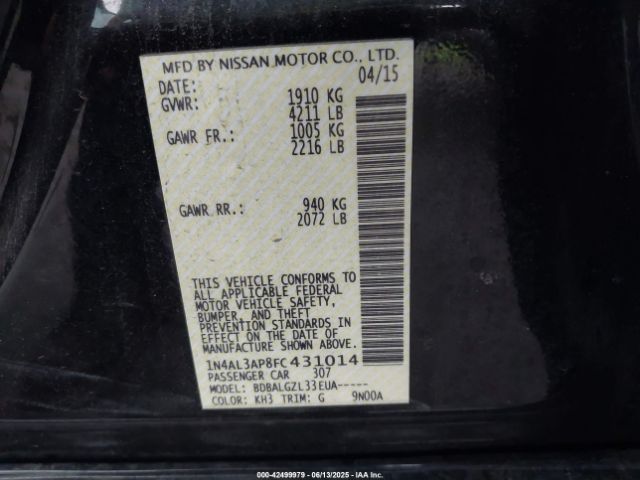 MFD BY NISSAN MOTOR CO., LTD.
DATE: 04/15
GVWR: 1910 KG
4211 LB
GAWR FR.: 1005 KG
2216 LB
GAWR RR.: 940 KG
2072 LB
THIS VEHICLE CONFORMS TO
ALL APPLICABLE FEDERAL
MOTOR VEHICLE SAFETY,
BUMPER, AND THEFT
PREVENTION STANDARDS IN
EFFECT ON THE DATE OF
MANUFACTURE SHOWN ABOVE.
1N4AL3AP8FC431014
PASSENGER CAR 307
MODEL: BDBALGZL33EUA-----
COLOR: KH3 TRIM: G 9N00A
000-42499979 - 06/13/2025 - IAA Inc.